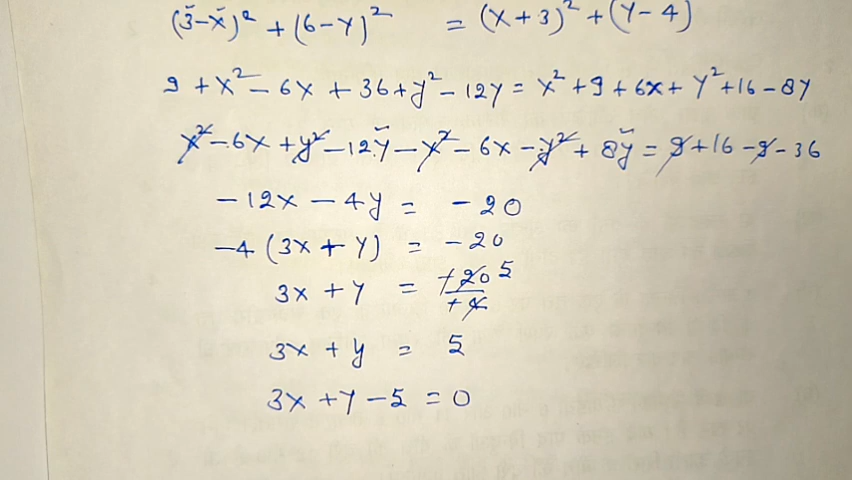 (3-x)² + (6-y)² = (x+3)² + (y-4)
9 + x² - 6x + 36 + y² - 12y = x² + 9 + 6x + y² + 16 - 8y
x² - 6x + y² - 12y - x² - 6x - y² + 8y = 9 + 16 - 9 - 36
-12x - 4y = -20
-4 (3x + y) = -20
3x + y = +20/+4 5
3x + y = 5
3x + y - 5 = 0